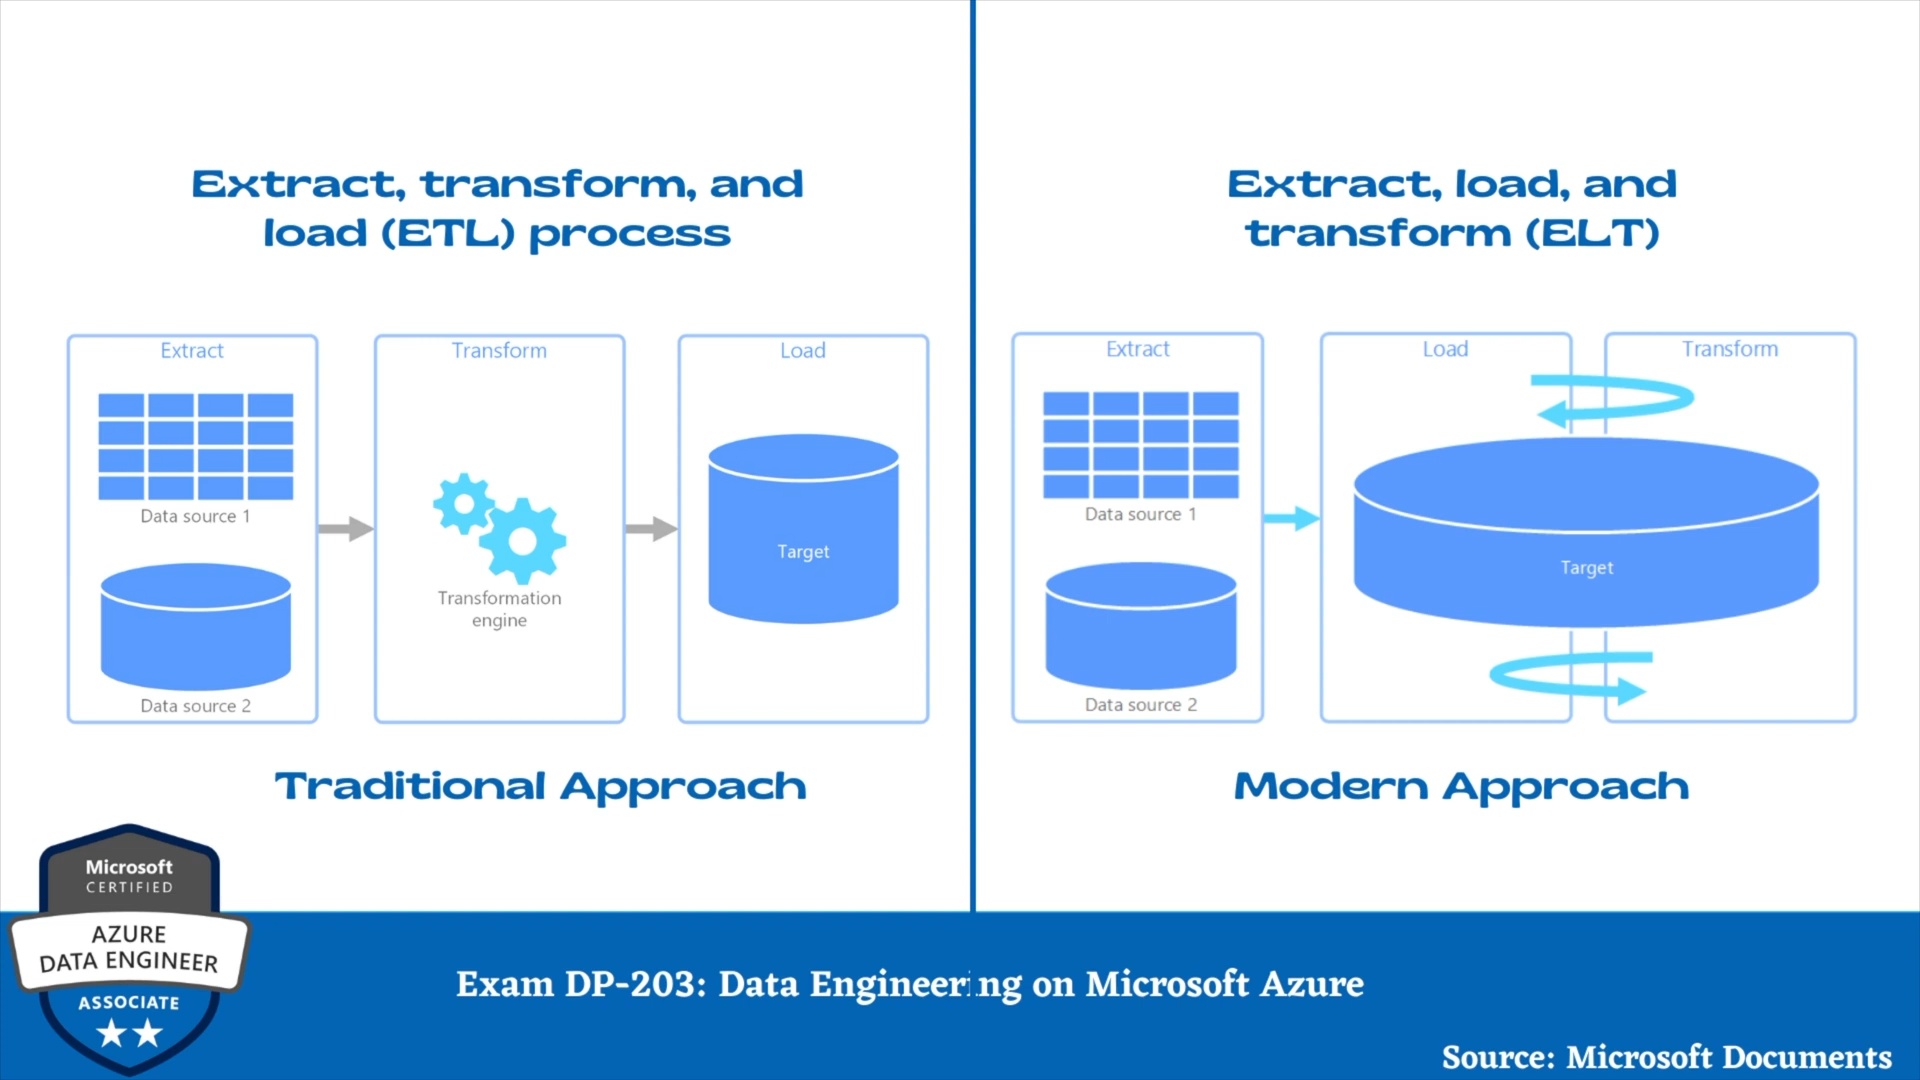 Extract, transform, and
load (ETL) process
Extract
Data source 1
Data source 2
Transform
Transformation
engine
Load
Target
Traditional Approach
Extract, load, and
transform (ELT)
Extract
Data source 1
Data source 2
Load
Transform
Target
Modern Approach
Microsoft
CERTIFIED
AZURE
DATA ENGINEER
ASSOCIATE
Exam DP-203: Data Engineering on Microsoft Azure
Source: Microsoft Documents